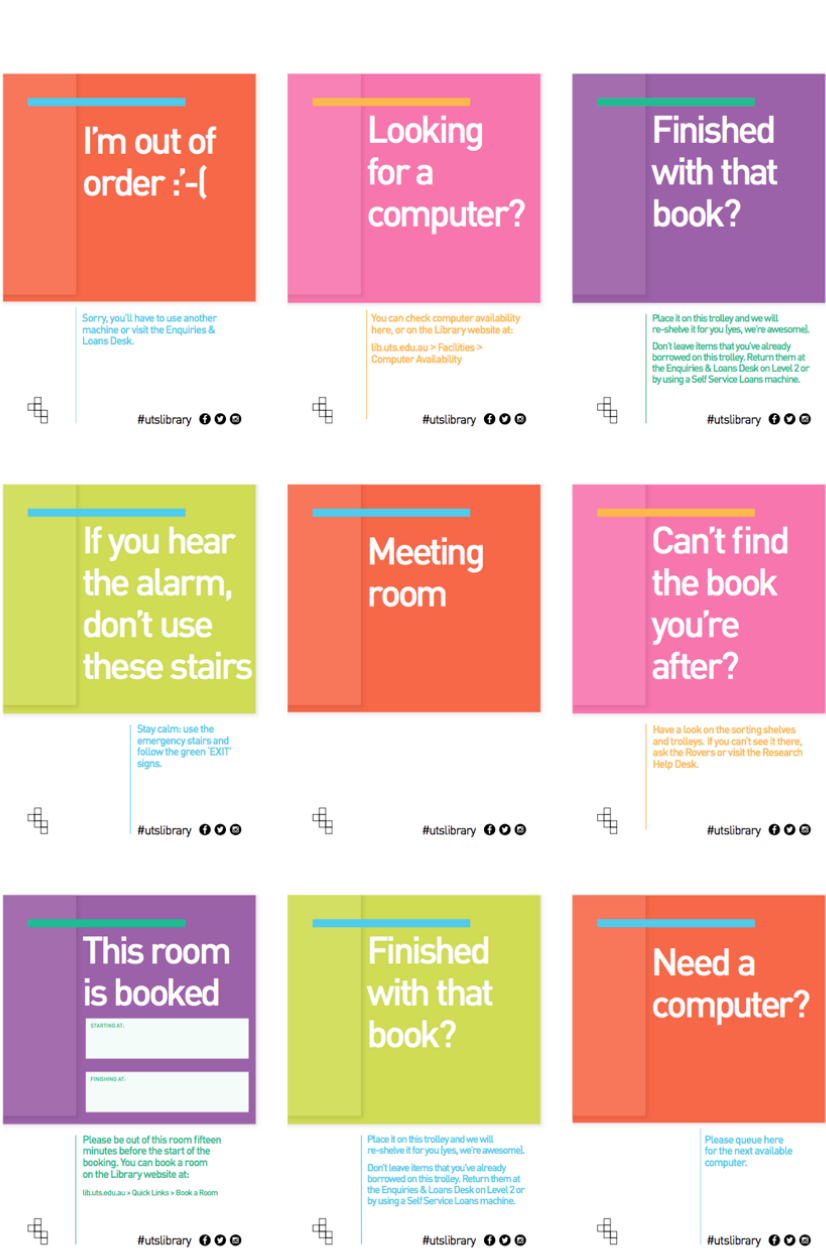 I'm out of
order :'-(
Sorry, you'll have to use another
machine or visit the Enquiries &
Loans Desk.
#utslibrary
Looking
for a
computer?
You can check computer availability
here, or on the Library website at:
lib.uts.edu.au > Facilities >
Computer Availability
#utslibrary
Finished
with that
book?
Place it on this trolley and we will
re-shelve it for you (yes, we're awesome).
Don't leave items that you've already
borrowed on this trolley. Return them at
the Enquiries & Loans Desk on Level 2 or
by using a Self Service Loans machine.
#utslibrary
If you hear
the alarm,
don't use
these stairs
Stay calm: use the
emergency stairs and
follow the green 'EXIT'
signs.
#utslibrary
Meeting
room
#utslibrary
Can't find
the book
you're
after?
Have a look on the sorting shelves
and trolleys. If you can't see it there,
ask the Rovers or visit the Research
Help Desk.
#utslibrary
This room
is booked
STARTING AT:
FINISHING AT:
Please be out of this room fifteen
minutes before the start of the
booking. You can book a room
on the Library website at:
lib.uts.edu.au > Quick Links > Book a Room
#utslibrary
Finished
with that
book?
Place it on this trolley and we will
re-shelve it for you (yes, we're awesome).
Don't leave items that you've already
borrowed on this trolley. Return them at
the Enquiries & Loans Desk on Level 2 or
by using a Self Service Loans machine.
#utslibrary
Need a
computer?
Please queue here
for the next available
computer.
#utslibrary